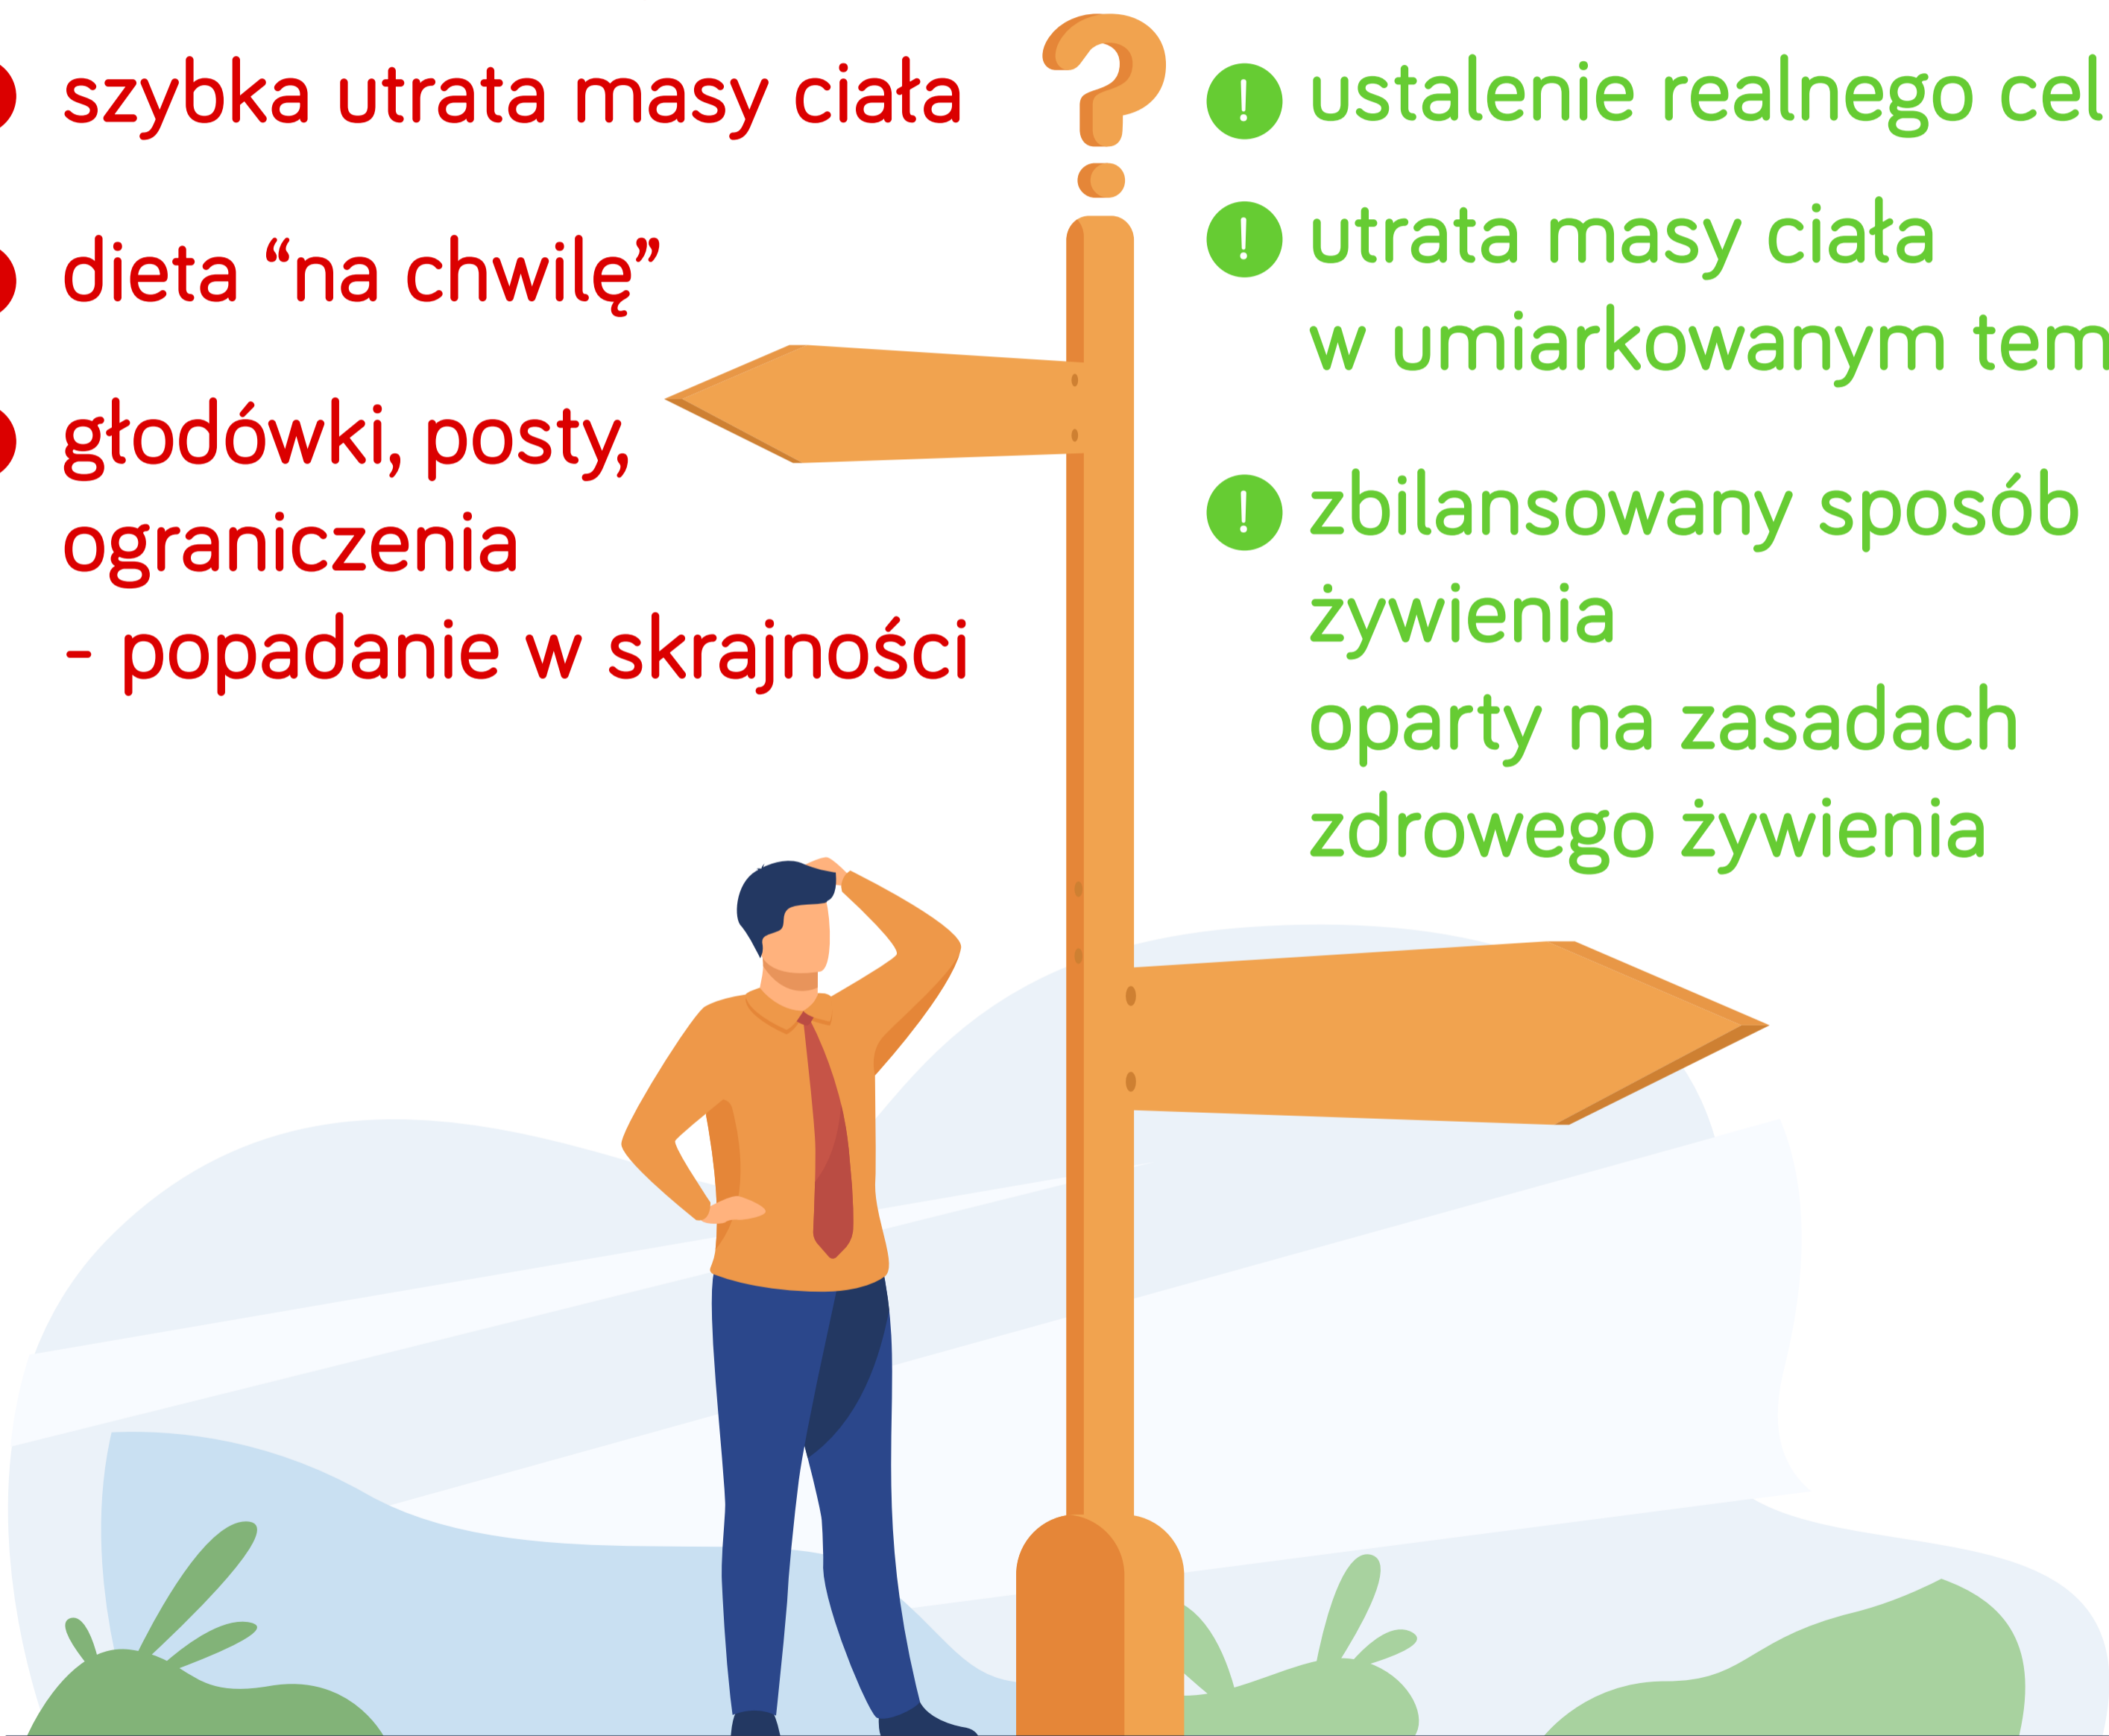 szybka utrata masy ciała
dieta “na chwilę”
głodówki, posty,
ograniczenia
- popadanie w skrajności
?
! ustalenie realnego cel
! utrata masy ciała
w umiarkowanym tem
! zbilansowany sposób
żywienia
oparty na zasadach
zdrowego żywienia